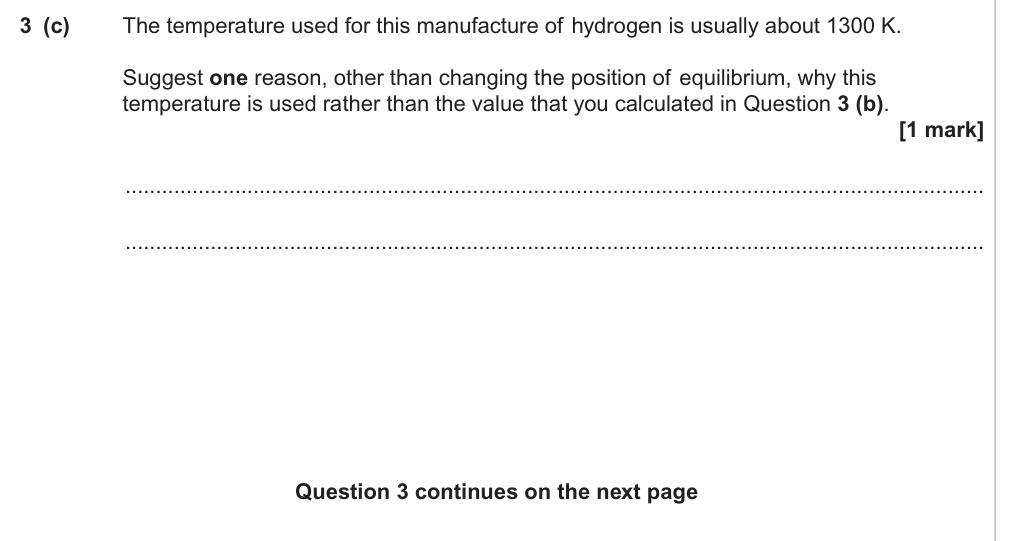 3 (c) The temperature used for this manufacture of hydrogen is usually about 1300 K.
Suggest one reason, other than changing the position of equilibrium, why this
temperature is used rather than the value that you calculated in Question 3 (b).
[1 mark]
Question 3 continues on the next page